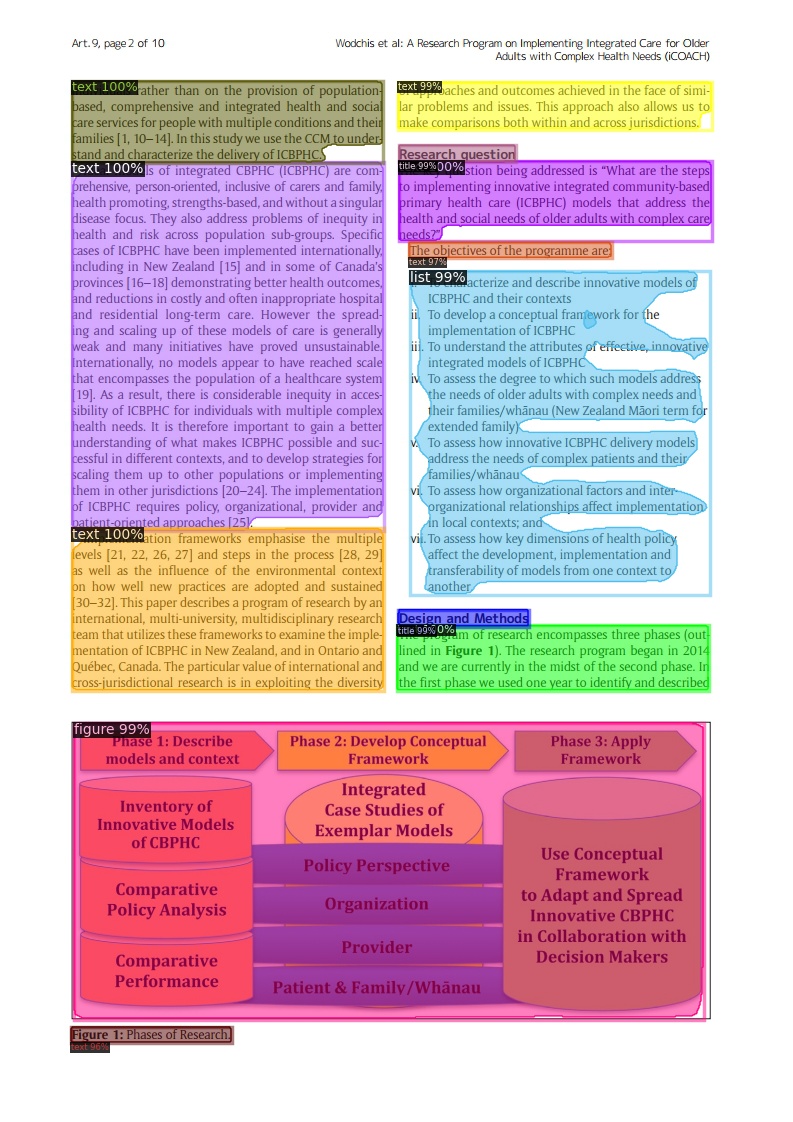 Art. 9, page 2 of 10
Wodchis et al: A Research Program on Implementing Integrated Care for Older
Adults with Complex Health Needs (iCOACH)
text 100%
rather than on the provision of population-
based, comprehensive and integrated health and social
care services for people with multiple conditions and their
families [1, 10–14]. In this study we use the CCM to under-
stand and characterize the delivery of ICBPHC.
text 100%
ls of integrated CBPHC (ICBPHC) are com-
prehensive, person-oriented, inclusive of carers and family,
health promoting, strengths-based, and without a singular
disease focus. They also address problems of inequity in
health and risk across population sub-groups. Specific
cases of ICBPHC have been implemented internationally,
including in New Zealand [15] and in some of Canada's
provinces [16–18] demonstrating better health outcomes,
and reductions in costly and often inappropriate hospital
and residential long-term care. However the spread-
ing and scaling up of these models of care is generally
weak and many initiatives have proved unsustainable.
Internationally, no models appear to have reached scale
that encompasses the population of a healthcare system
[19]. As a result, there is considerable inequity in acces-
sibility of ICBPHC for individuals with multiple complex
health needs. It is therefore important to gain a better
understanding of what makes ICBPHC possible and suc-
cessful in different contexts, and to develop strategies for
scaling them up to other populations or implementing
them in other jurisdictions [20–24]. The implementation
of ICBPHC requires policy, organizational, provider and
patient-oriented approaches [25].
text 100%
frameworks emphasise the multiple
levels [21, 22, 26, 27] and steps in the process [28, 29]
as well as the influence of the environmental context
on how well new practices are adopted and sustained
[30–32]. This paper describes a program of research by an
international, multi-university, multidisciplinary research
team that utilizes these frameworks to examine the imple-
mentation of ICBPHC in New Zealand, and in Ontario and
Québec, Canada. The particular value of international and
cross-jurisdictional research is in exploiting the diversity
text 99%
of approaches and outcomes achieved in the face of simi-
lar problems and issues. This approach also allows us to
make comparisons both within and across jurisdictions.
Research question
title 99%
question being addressed is “What are the steps
to implementing innovative integrated community-based
primary health care (ICBPHC) models that address the
health and social needs of older adults with complex care
needs?”
The objectives of the programme are:
text 97%
list 99%
To characterize and describe innovative models of
ICBPHC and their contexts
ii. To develop a conceptual framework for the
implementation of ICBPHC
iii. To understand the attributes of effective, innovative
integrated models of ICBPHC
iv. To assess the degree to which such models address
the needs of older adults with complex needs and
their families/whānau (New Zealand Māori term for
extended family)
v. To assess how innovative ICBPHC delivery models
address the needs of complex patients and their
families/whānau
vi. To assess how organizational factors and inter-
organizational relationships affect implementation
in local contexts; and
vii. To assess how key dimensions of health policy
affect the development, implementation and
transferability of models from one context to
another
Design and Methods
title 99%
The program of research encompasses three phases (out-
lined in Figure 1). The research program began in 2014
and we are currently in the midst of the second phase. In
the first phase we used one year to identify and described
figure 99%
Phase 1: Describe
models and context
Phase 2: Develop Conceptual
Framework
Phase 3: Apply
Framework
Inventory of
Innovative Models
of CBPHC
Comparative
Policy Analysis
Comparative
Performance
Integrated
Case Studies of
Exemplar Models
Policy Perspective
Organization
Provider
Patient & Family/Whānau
Use Conceptual
Framework
to Adapt and Spread
Innovative CBPHC
in Collaboration with
Decision Makers
Figure 1: Phases of Research.
text 96%